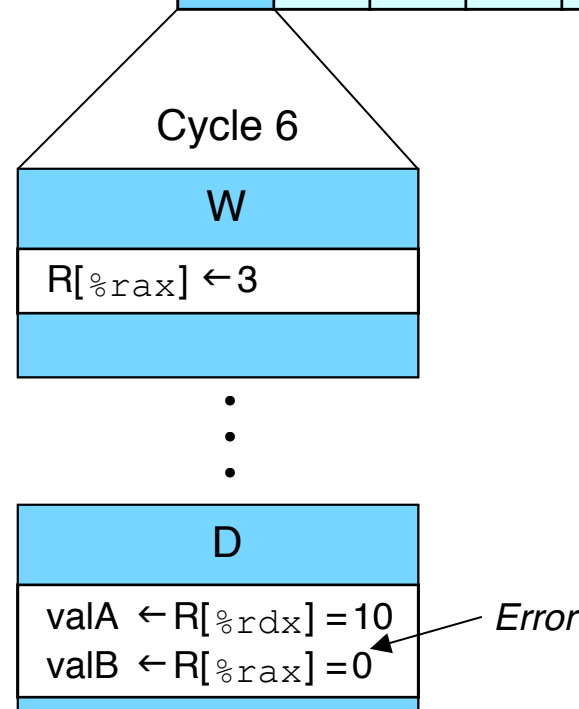 Cycle 6
W
R[%rax] ←3
D
valA ←R[%rdx] =10
valB ←R[%rax] =0
Error